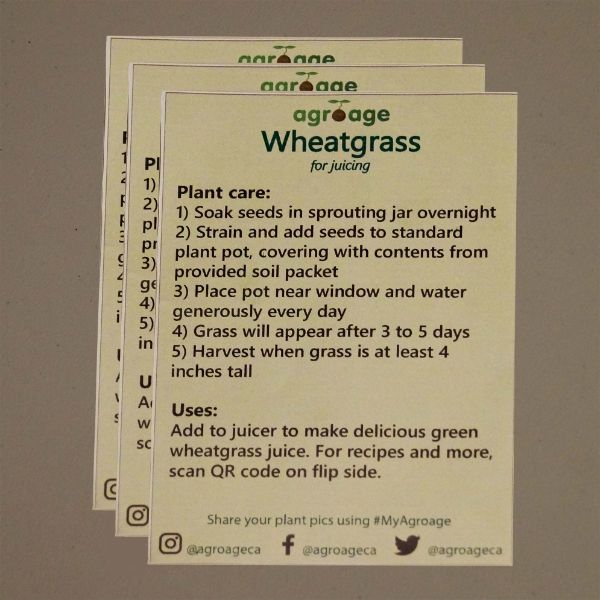 agroage
agroage
agroage
Wheatgrass
for juicing
Plant care:
1) Soak seeds in sprouting jar overnight
2) Strain and add seeds to standard
plant pot, covering with contents from
provided soil packet
3) Place pot near window and water
generously every day
4) Grass will appear after 3 to 5 days
5) Harvest when grass is at least 4
inches tall
Uses:
Add to juicer to make delicious green
wheatgrass juice. For recipes and more,
scan QR code on flip side.
Share your plant pics using #MyAgroage
@agroageca @agroageca @agroageca